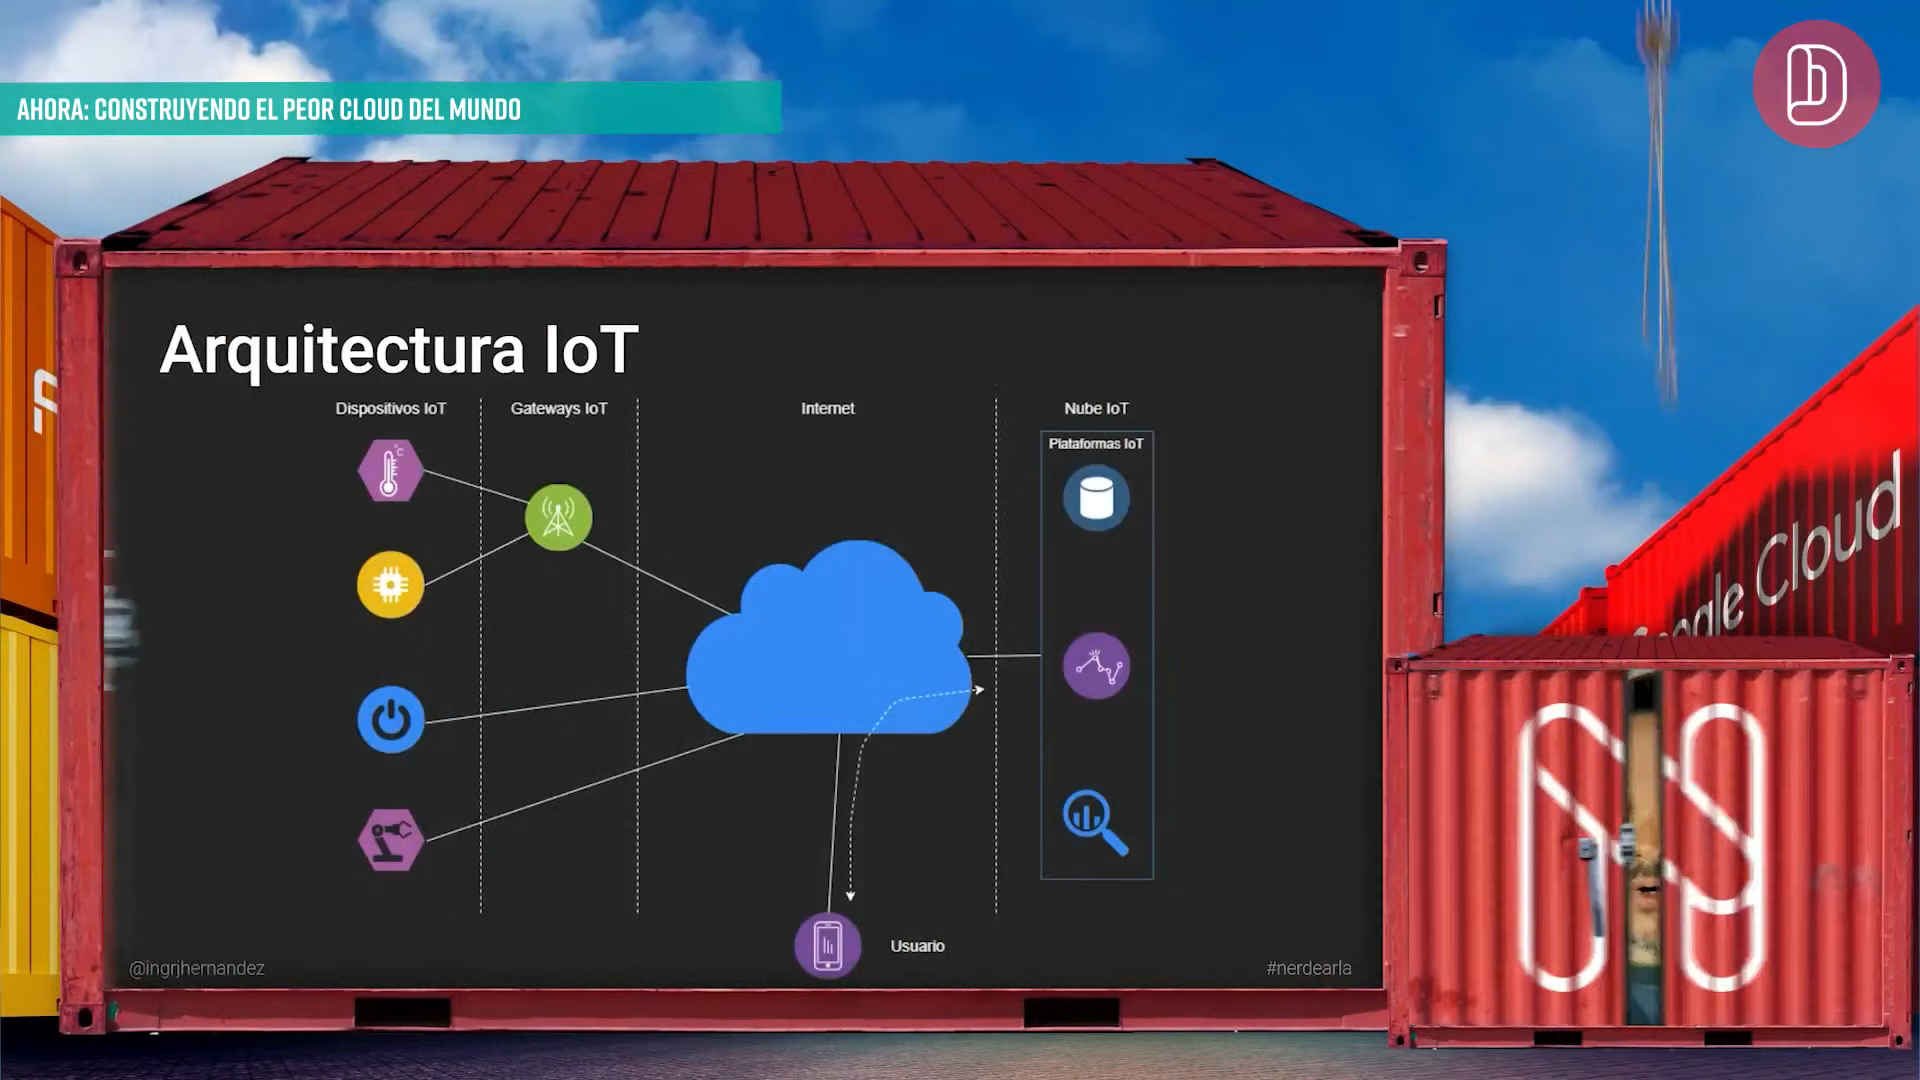 AHORA: CONSTRUYENDO EL PEOR CLOUD DEL MUNDO
Arquitectura IoT
Dispositivos IoT
Gateways IoT
Internet
Nube IoT
Plataformas IoT
°C
Usuario
@ingrjhernandez
#nerdearla
Cloud